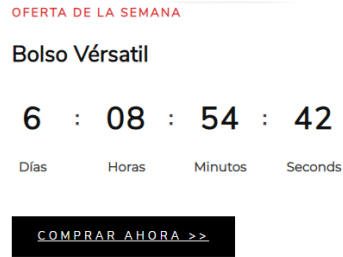 OFERTA DE LA SEMANA
Bolso Vérsatil
6 : 08 : 54 : 42
Días Horas Minutos Seconds
COMPRAR AHORA >>